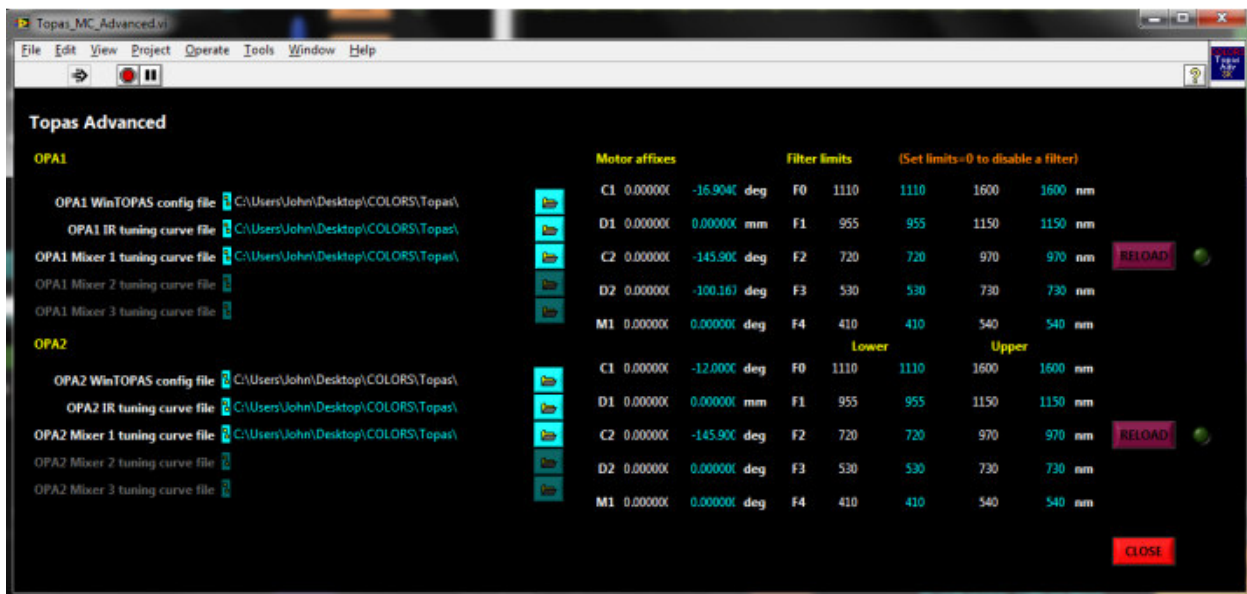 Topas_MC_Advanced.vi
File Edit View Project Operate Tools Window Help
Topas Advanced
OPA1
Motor affixes Filter limits (Set limits=0 to disable a filter)
C1 0.00000( -16.904( deg F0 1110 1110 1600 1600 nm
OPA1 WinTOPAS config file C:\Users\John\Desktop\COLORS\Topas\
D1 0.00000( 0.00000( mm F1 955 955 1150 1150 nm
OPA1 IR tuning curve file C:\Users\John\Desktop\COLORS\Topas\
OPA1 Mixer 1 tuning curve file C:\Users\John\Desktop\COLORS\Topas\
C2 0.00000( -145.90( deg F2 720 720 970 970 nm RELOAD
OPA1 Mixer 2 tuning curve file
D2 0.00000( -100.167 deg F3 530 530 730 730 nm
OPA1 Mixer 3 tuning curve file
M1 0.00000( 0.00000( deg F4 410 410 540 540 nm
OPA2
Lower Upper
C1 0.00000( -12.000( deg F0 1110 1110 1600 1600 nm
OPA2 WinTOPAS config file C:\Users\John\Desktop\COLORS\Topas\
D1 0.00000( 0.00000( mm F1 955 955 1150 1150 nm
OPA2 IR tuning curve file C:\Users\John\Desktop\COLORS\Topas\
OPA2 Mixer 1 tuning curve file C:\Users\John\Desktop\COLORS\Topas\
C2 0.00000( -145.90( deg F2 720 720 970 970 nm RELOAD
OPA2 Mixer 2 tuning curve file
D2 0.00000( 0.00000( deg F3 530 530 730 730 nm
OPA2 Mixer 3 tuning curve file
M1 0.00000( 0.00000( deg F4 410 410 540 540 nm
CLOSE